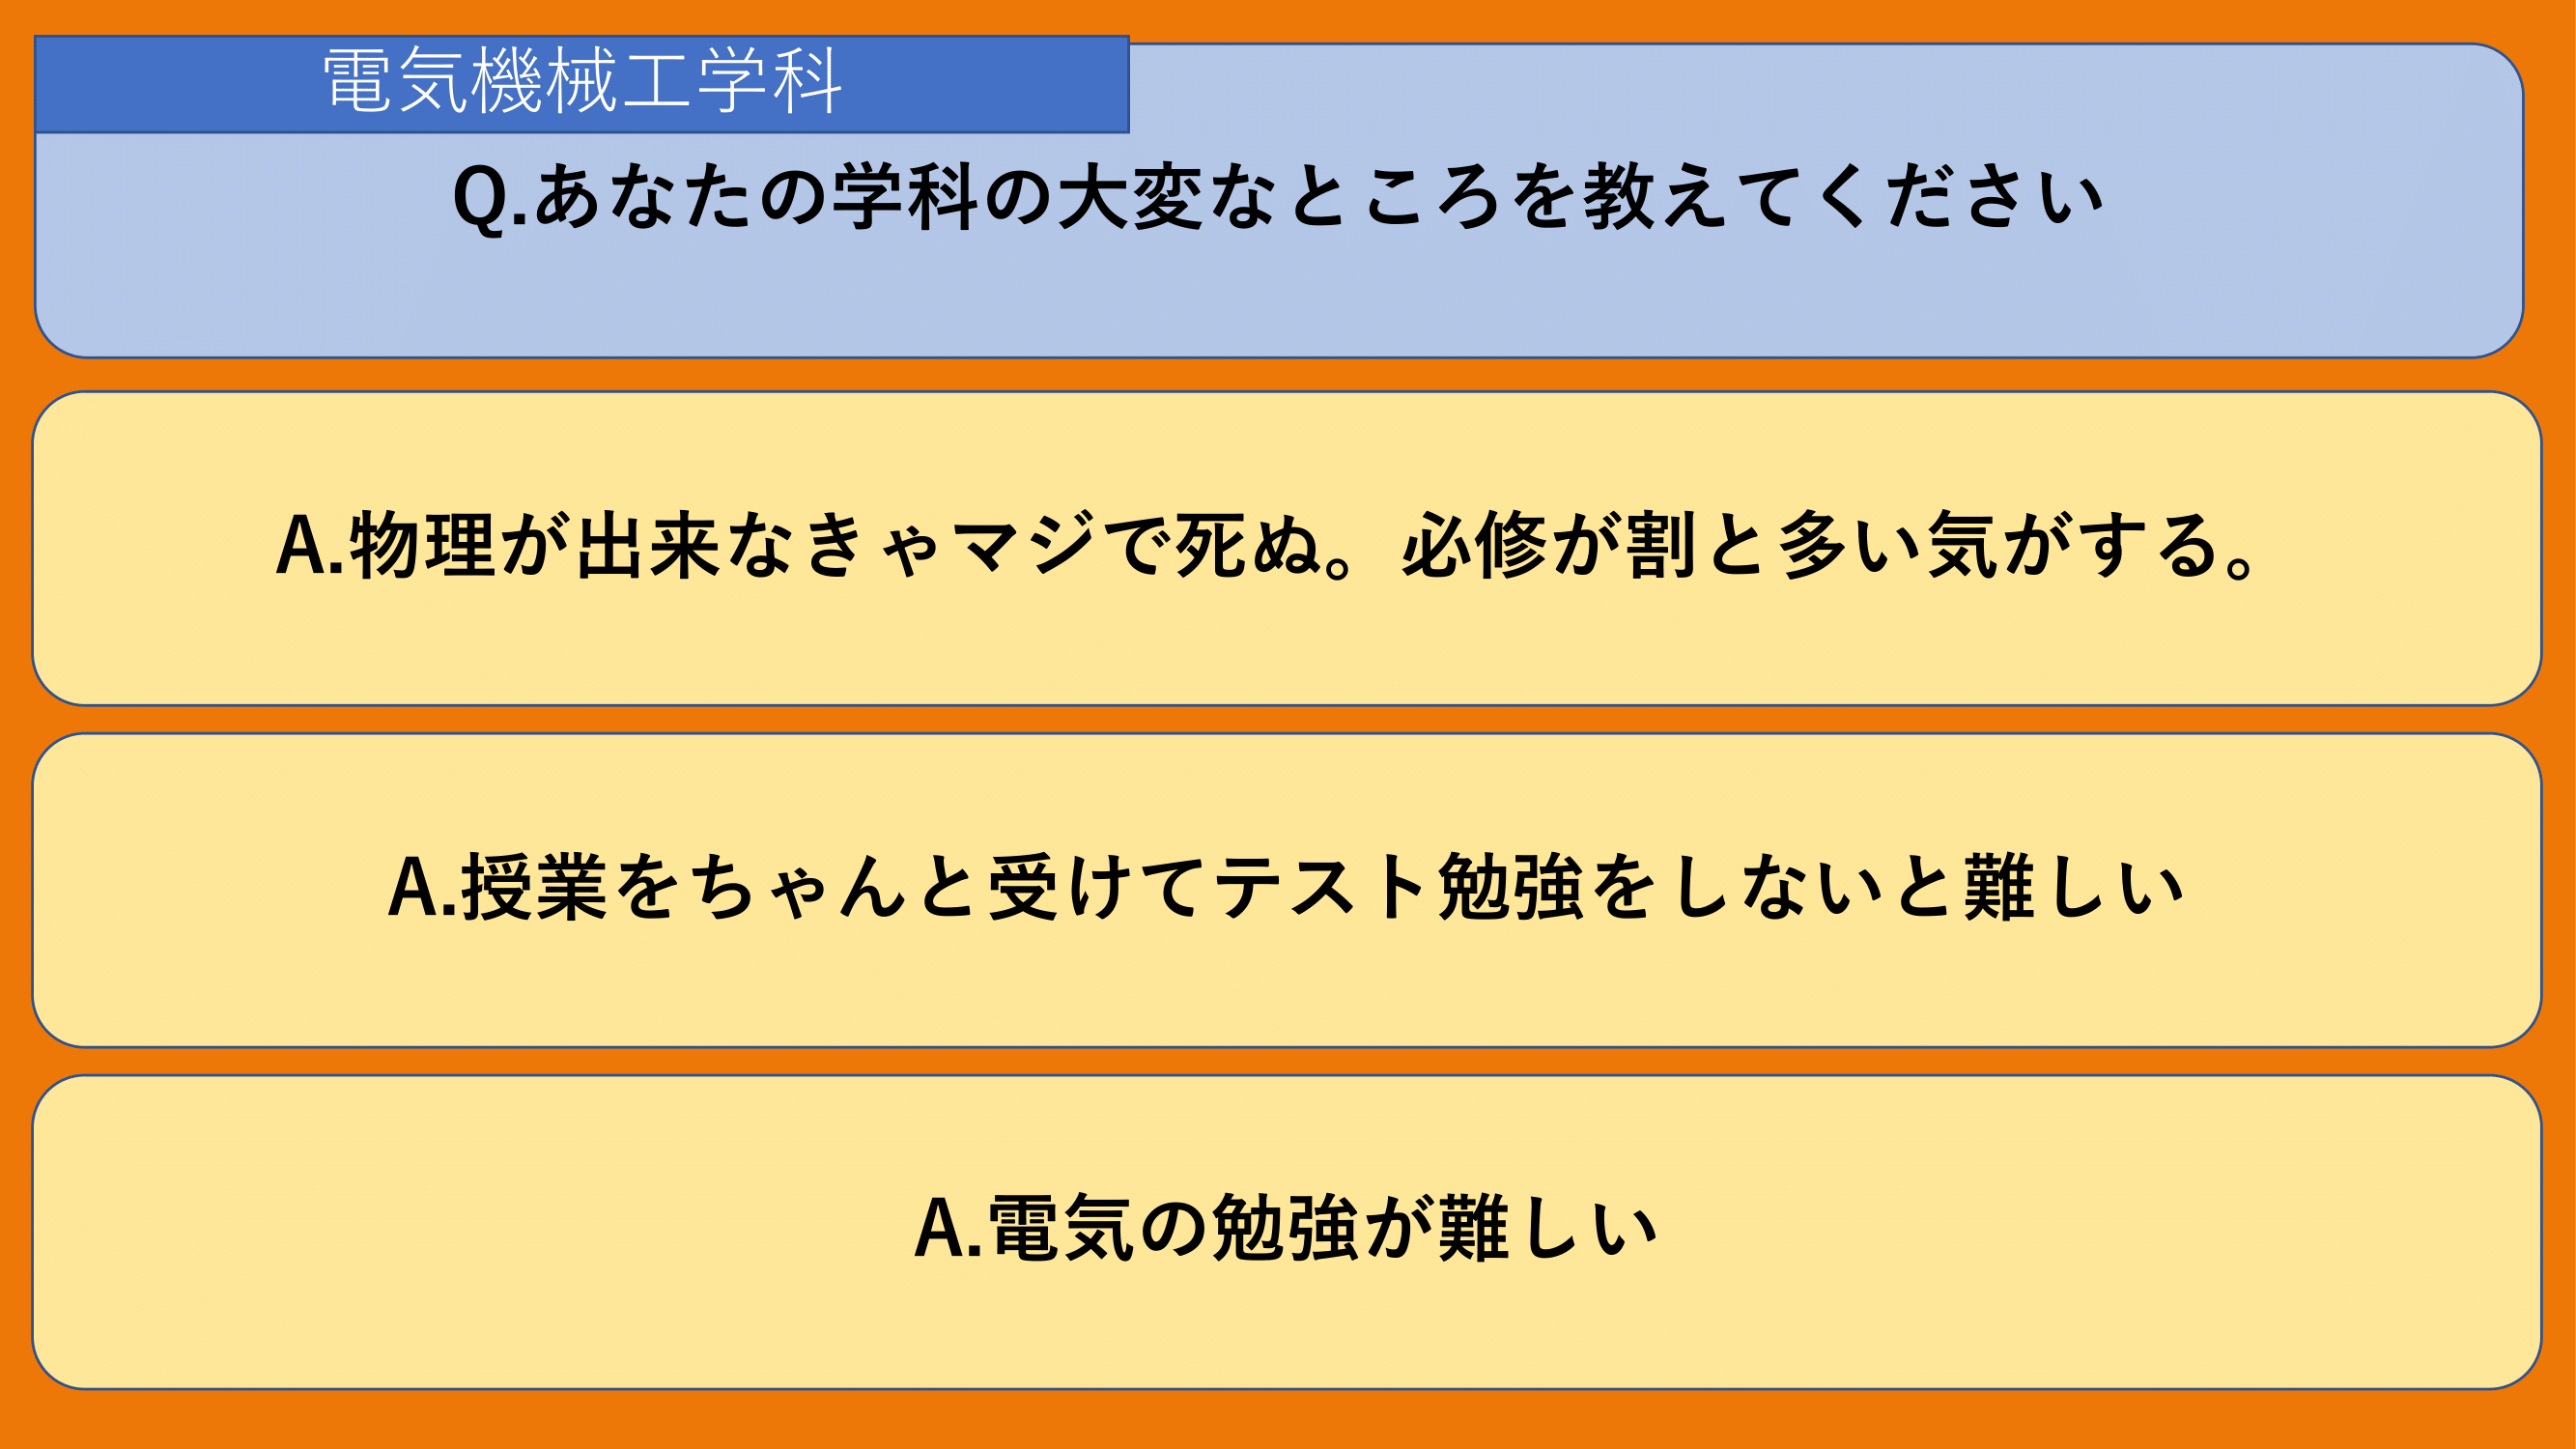 電気機械工学科
Q.あなたの学科の大変なところを教えてください
A.物理が出来なきゃマジで死ぬ。必修が割と多い気がする。
A.授業をちゃんと受けてテスト勉強をしないと難しい
A.電気の勉強が難しい